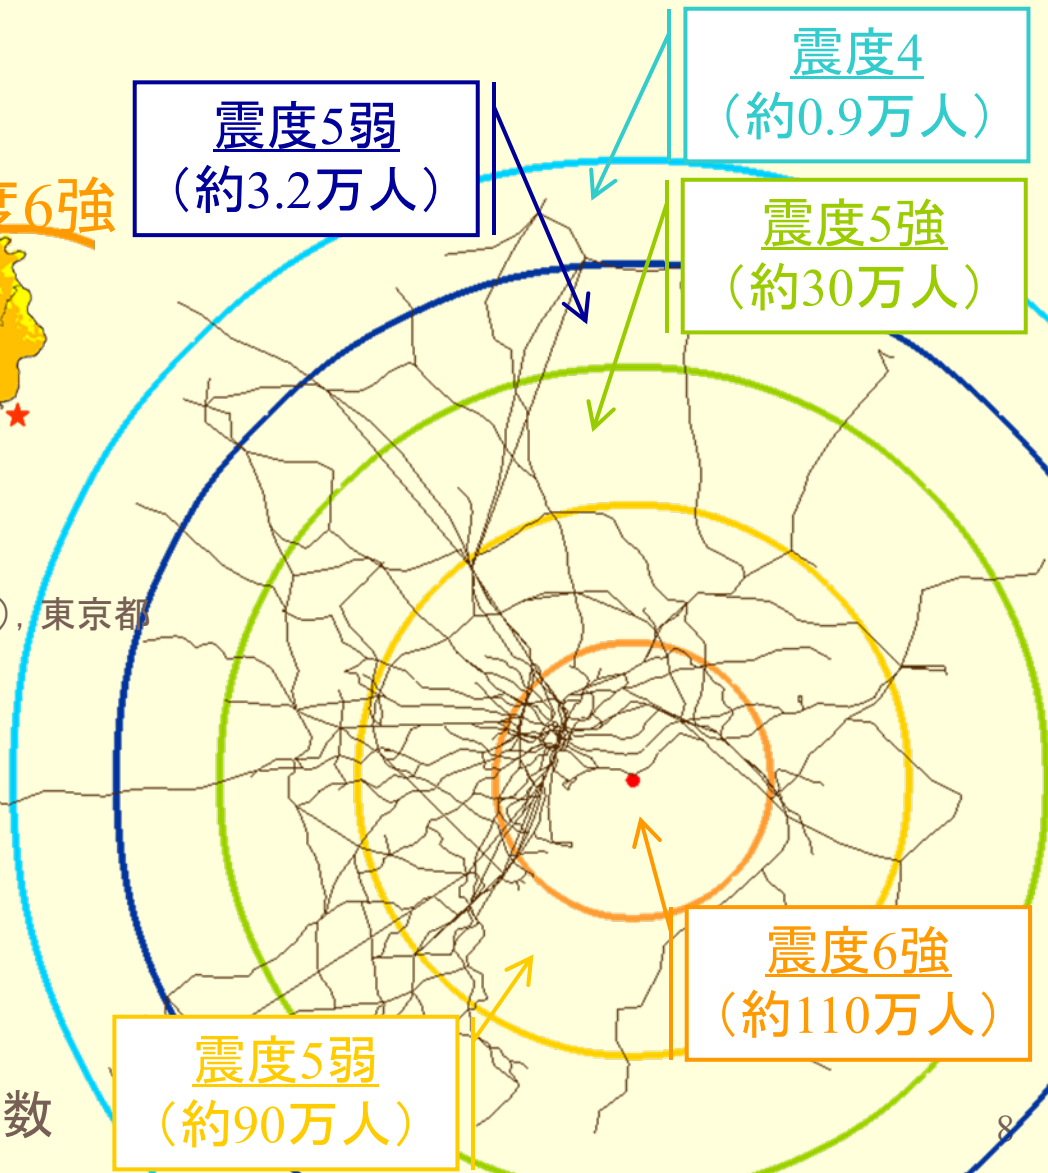 震度4
（約0.9万人）
震度5弱
（約3.2万人）
度6強
震度5強
（約30万人）
）, 東京都
震度6強
（約110万人）
震度5弱
（約90万人）
数
8